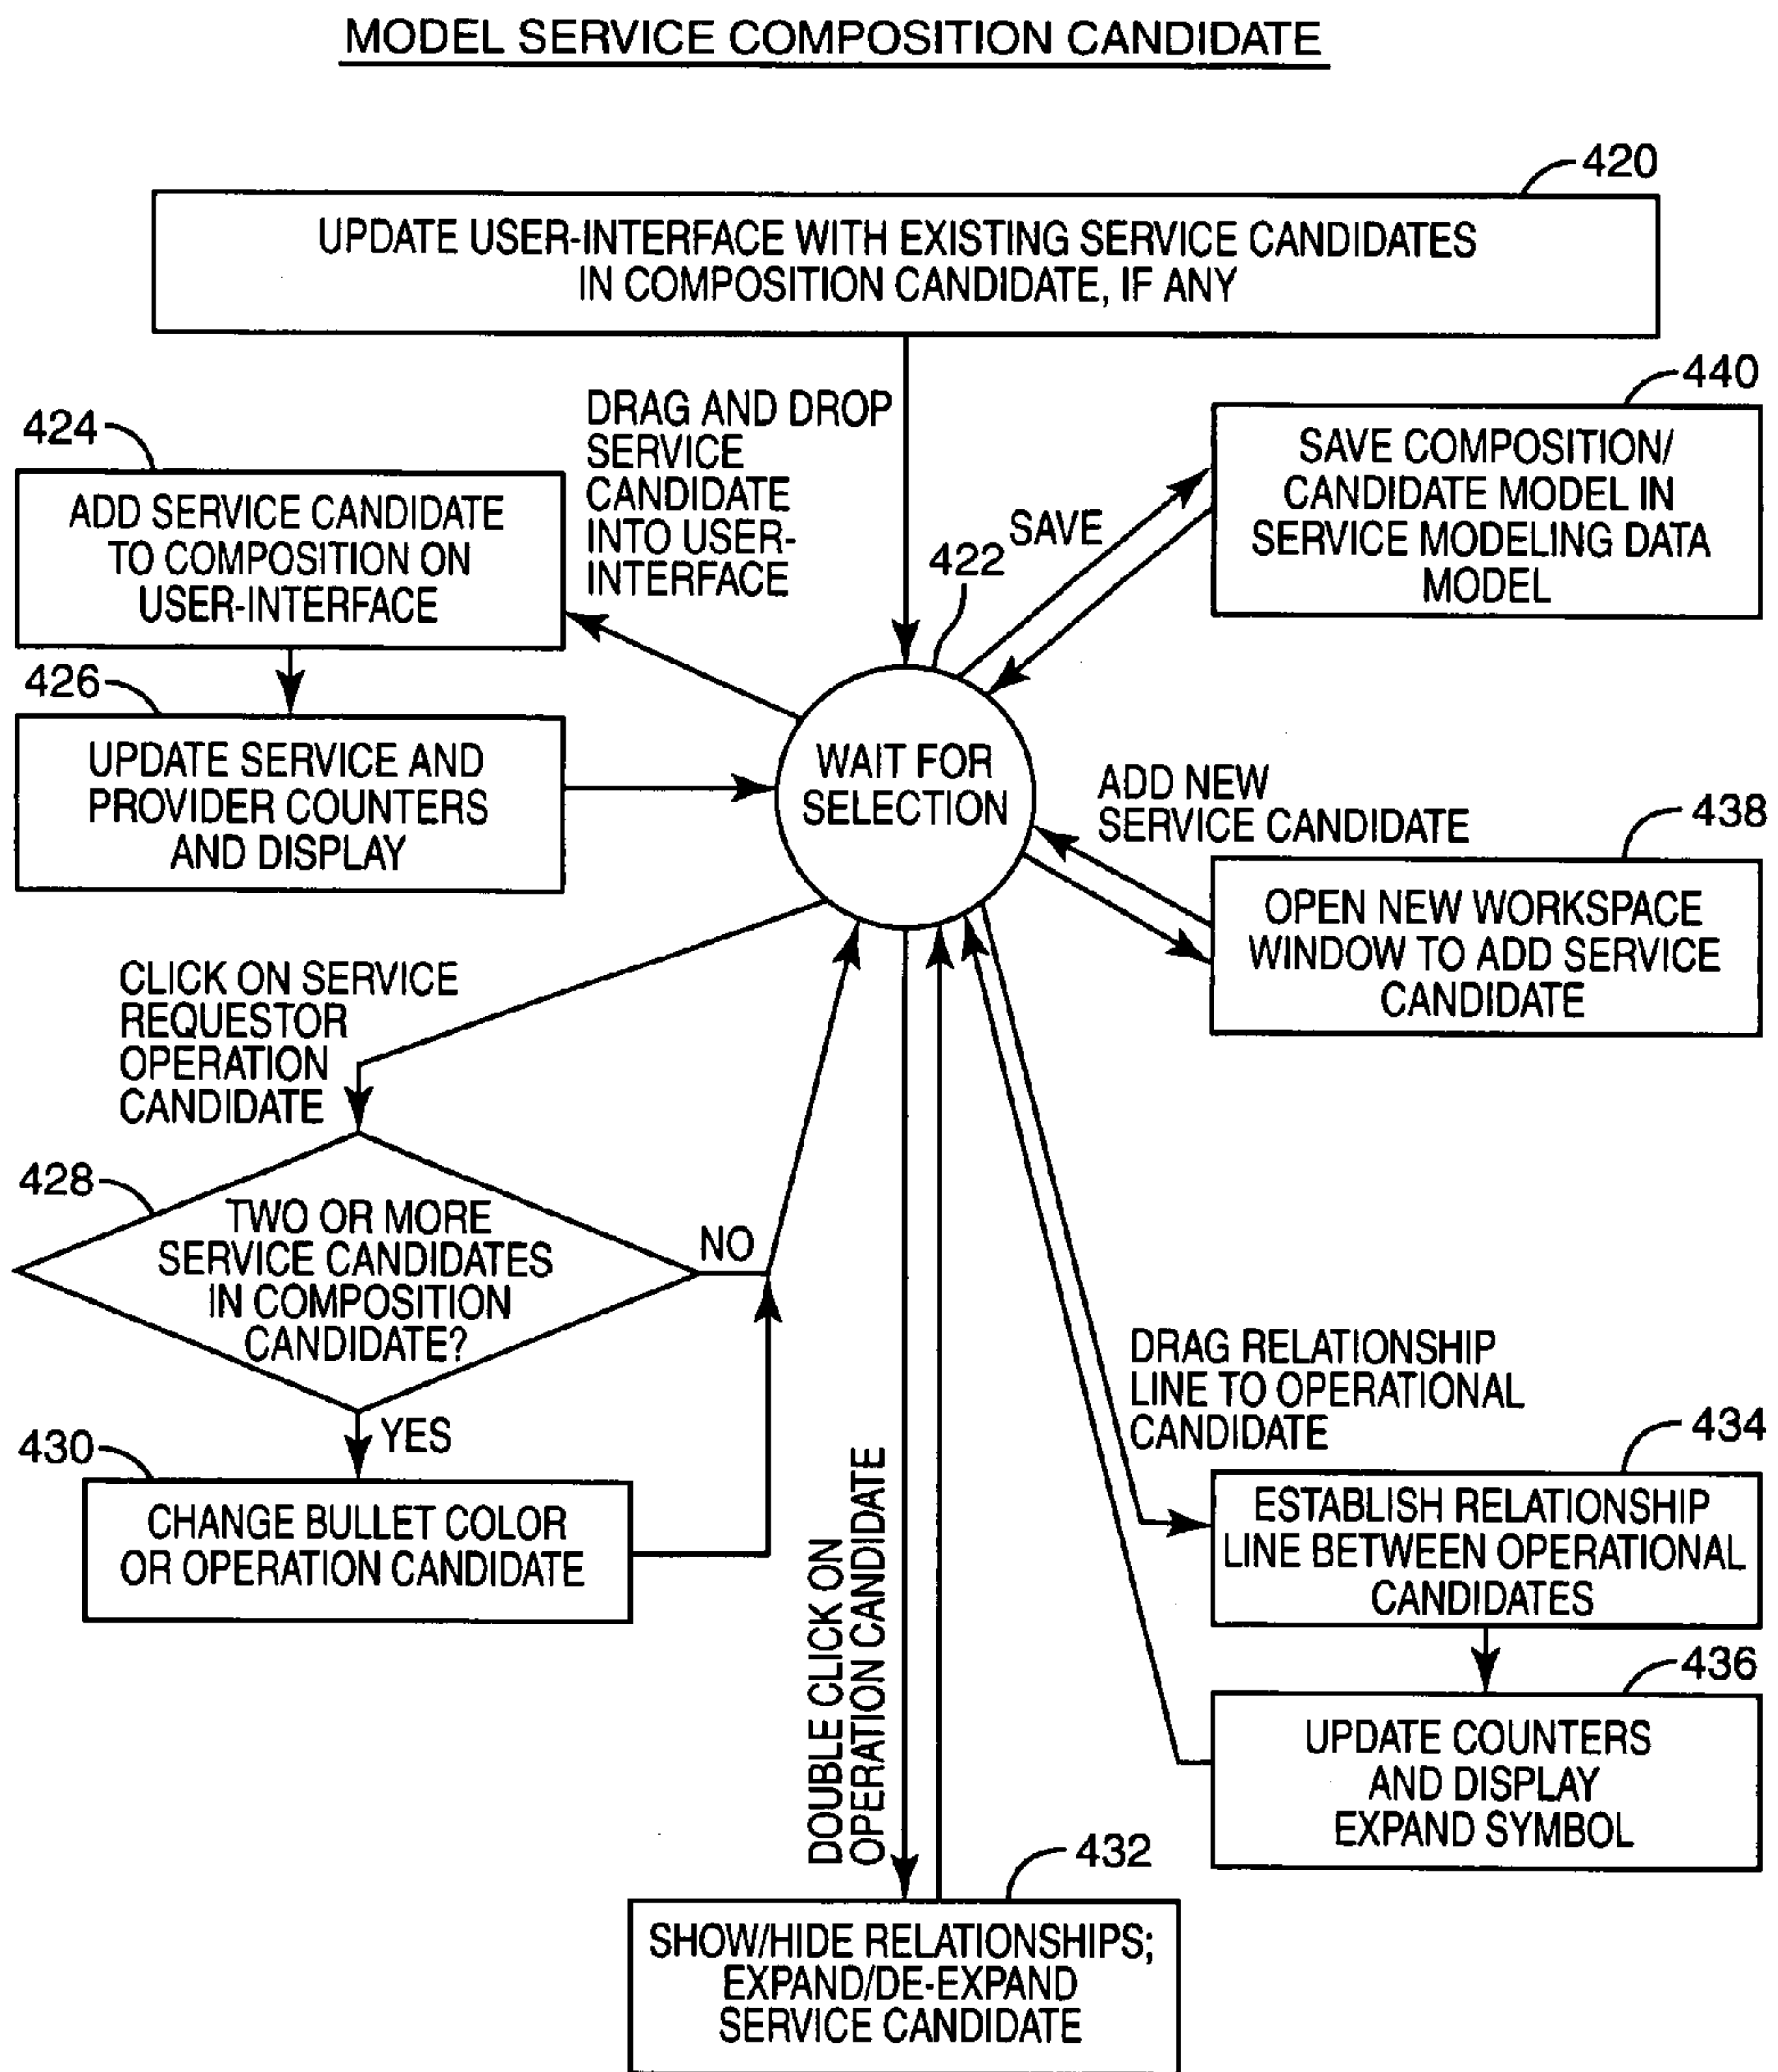 MODEL SERVICE COMPOSITION CANDIDATE
420
UPDATE USER-INTERFACE WITH EXISTING SERVICE CANDIDATES
IN COMPOSITION CANDIDATE, IF ANY
440
SAVE COMPOSITION/
CANDIDATE MODEL IN
SERVICE MODELING DATA
MODEL
424
ADD SERVICE CANDIDATE
TO COMPOSITION ON
USER-INTERFACE
DRAG AND DROP
SERVICE
CANDIDATE
INTO USER-
INTERFACE
SAVE
422
426
UPDATE SERVICE AND
PROVIDER COUNTERS
AND DISPLAY
WAIT FOR
SELECTION
ADD NEW
SERVICE CANDIDATE
438
OPEN NEW WORKSPACE
WINDOW TO ADD SERVICE
CANDIDATE
CLICK ON SERVICE
REQUESTOR
OPERATION
CANDIDATE
428
TWO OR MORE
SERVICE CANDIDATES
IN COMPOSITION
CANDIDATE?
NO
YES
430
CHANGE BULLET COLOR
OR OPERATION CANDIDATE
DOUBLE CLICK ON
OPERATION CANDIDATE
DRAG RELATIONSHIP
LINE TO OPERATIONAL
CANDIDATE
434
ESTABLISH RELATIONSHIP
LINE BETWEEN OPERATIONAL
CANDIDATES
436
UPDATE COUNTERS
AND DISPLAY
EXPAND SYMBOL
432
SHOW/HIDE RELATIONSHIPS;
EXPAND/DE-EXPAND
SERVICE CANDIDATE